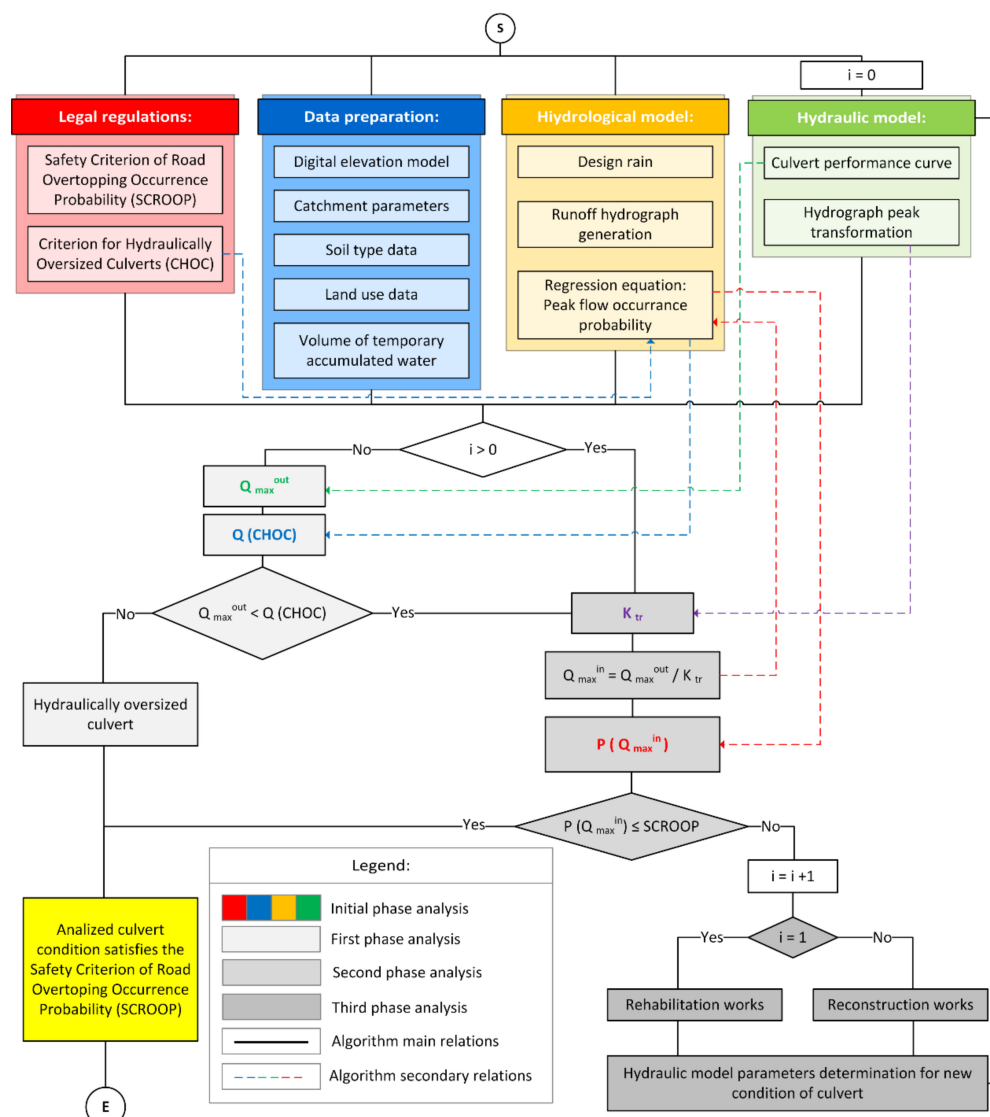 S
i = 0
Legal regulations:
Safety Criterion of Road
Overtopping Occurrence
Probability (SCROOP)
Criterion for Hydraulically
Oversized Culverts (CHOC)
Data preparation:
Digital elevation model
Catchment parameters
Soil type data
Land use data
Volume of temporary
accumulated water
Hiydrological model:
Design rain
Runoff hydrograph
generation
Regression equation:
Peak flow occurrance
probability
Hydraulic model:
Culvert performance curve
Hydrograph peak
transformation
No
i > 0
Yes
Q max out
Q (CHOC)
No
Q max out < Q (CHOC)
Yes
K tr
Q max in = Q max out / K tr
Hydraulically oversized
culvert
P ( Q max in )
Yes
P (Q max in ) ≤ SCROOP
No
i = i +1
Yes
i = 1
No
Rehabilitation works
Reconstruction works
Hydraulic model parameters determination for new
condition of culvert
Legend:
Initial phase analysis
First phase analysis
Second phase analysis
Third phase analysis
Algorithm main relations
Algorithm secondary relations
Analized culvert
condition satisfies the
Safety Criterion of Road
Overtoping Occurrence
Probability (SCROOP)
E